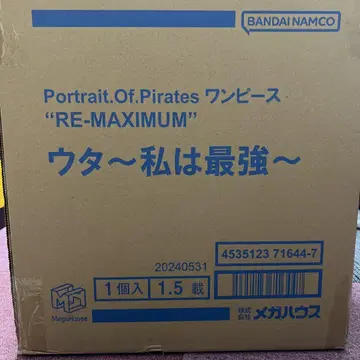 BANDAI NAMCO
Portrait.Of.Pirates ワンピース
“RE-MAXIMUM”
ウタ～私は最強～
4535123 71644-7
20240531
1個入 1.5 載
MegaHouse
株式会社 メガハウス